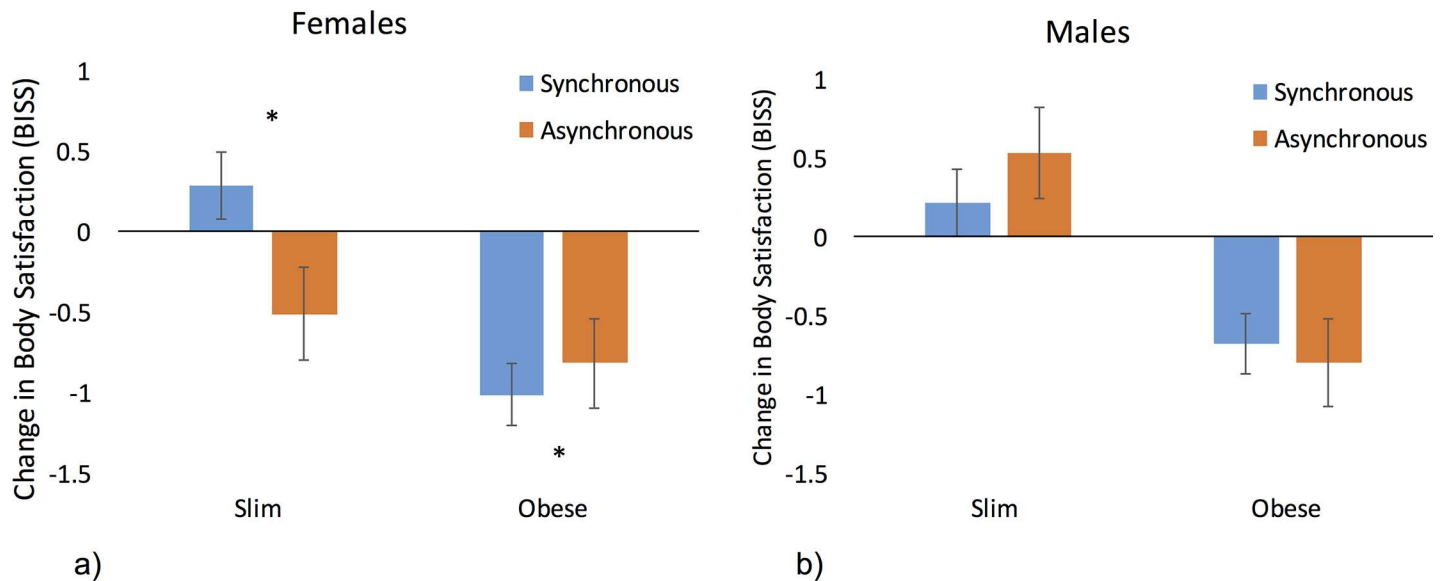 Females
Change in Body Satisfaction (BISS)
1
0.5
0
-0.5
-1
-1.5
Synchronous
Asynchronous
*
*
Slim
Obese
a)
Males
Change in Body Satisfaction (BISS)
1
0.5
0
-0.5
-1
-1.5
Synchronous
Asynchronous
Slim
Obese
b)